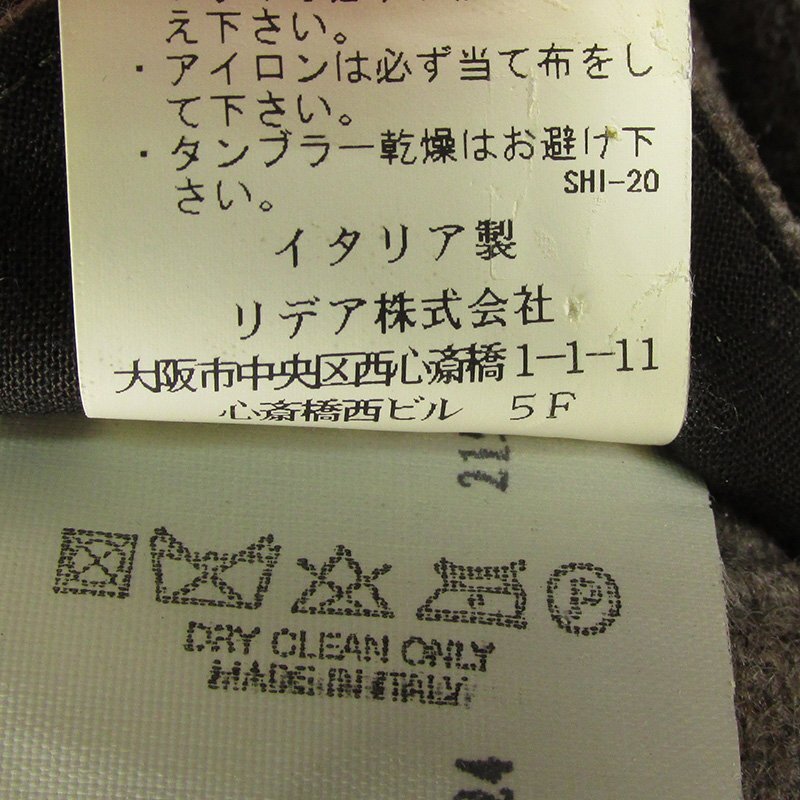 え下さい。
・アイロンは必ず当て布をし
て下さい。
・タンブラー乾燥はお避け下
さい。
SHI-20
イタリア製
リデア株式会社
大阪市中央区西心斎橋1-1-11
心斎橋西ビル 5F
DRY CLEAN ONLY
MADE IN ITALY
24